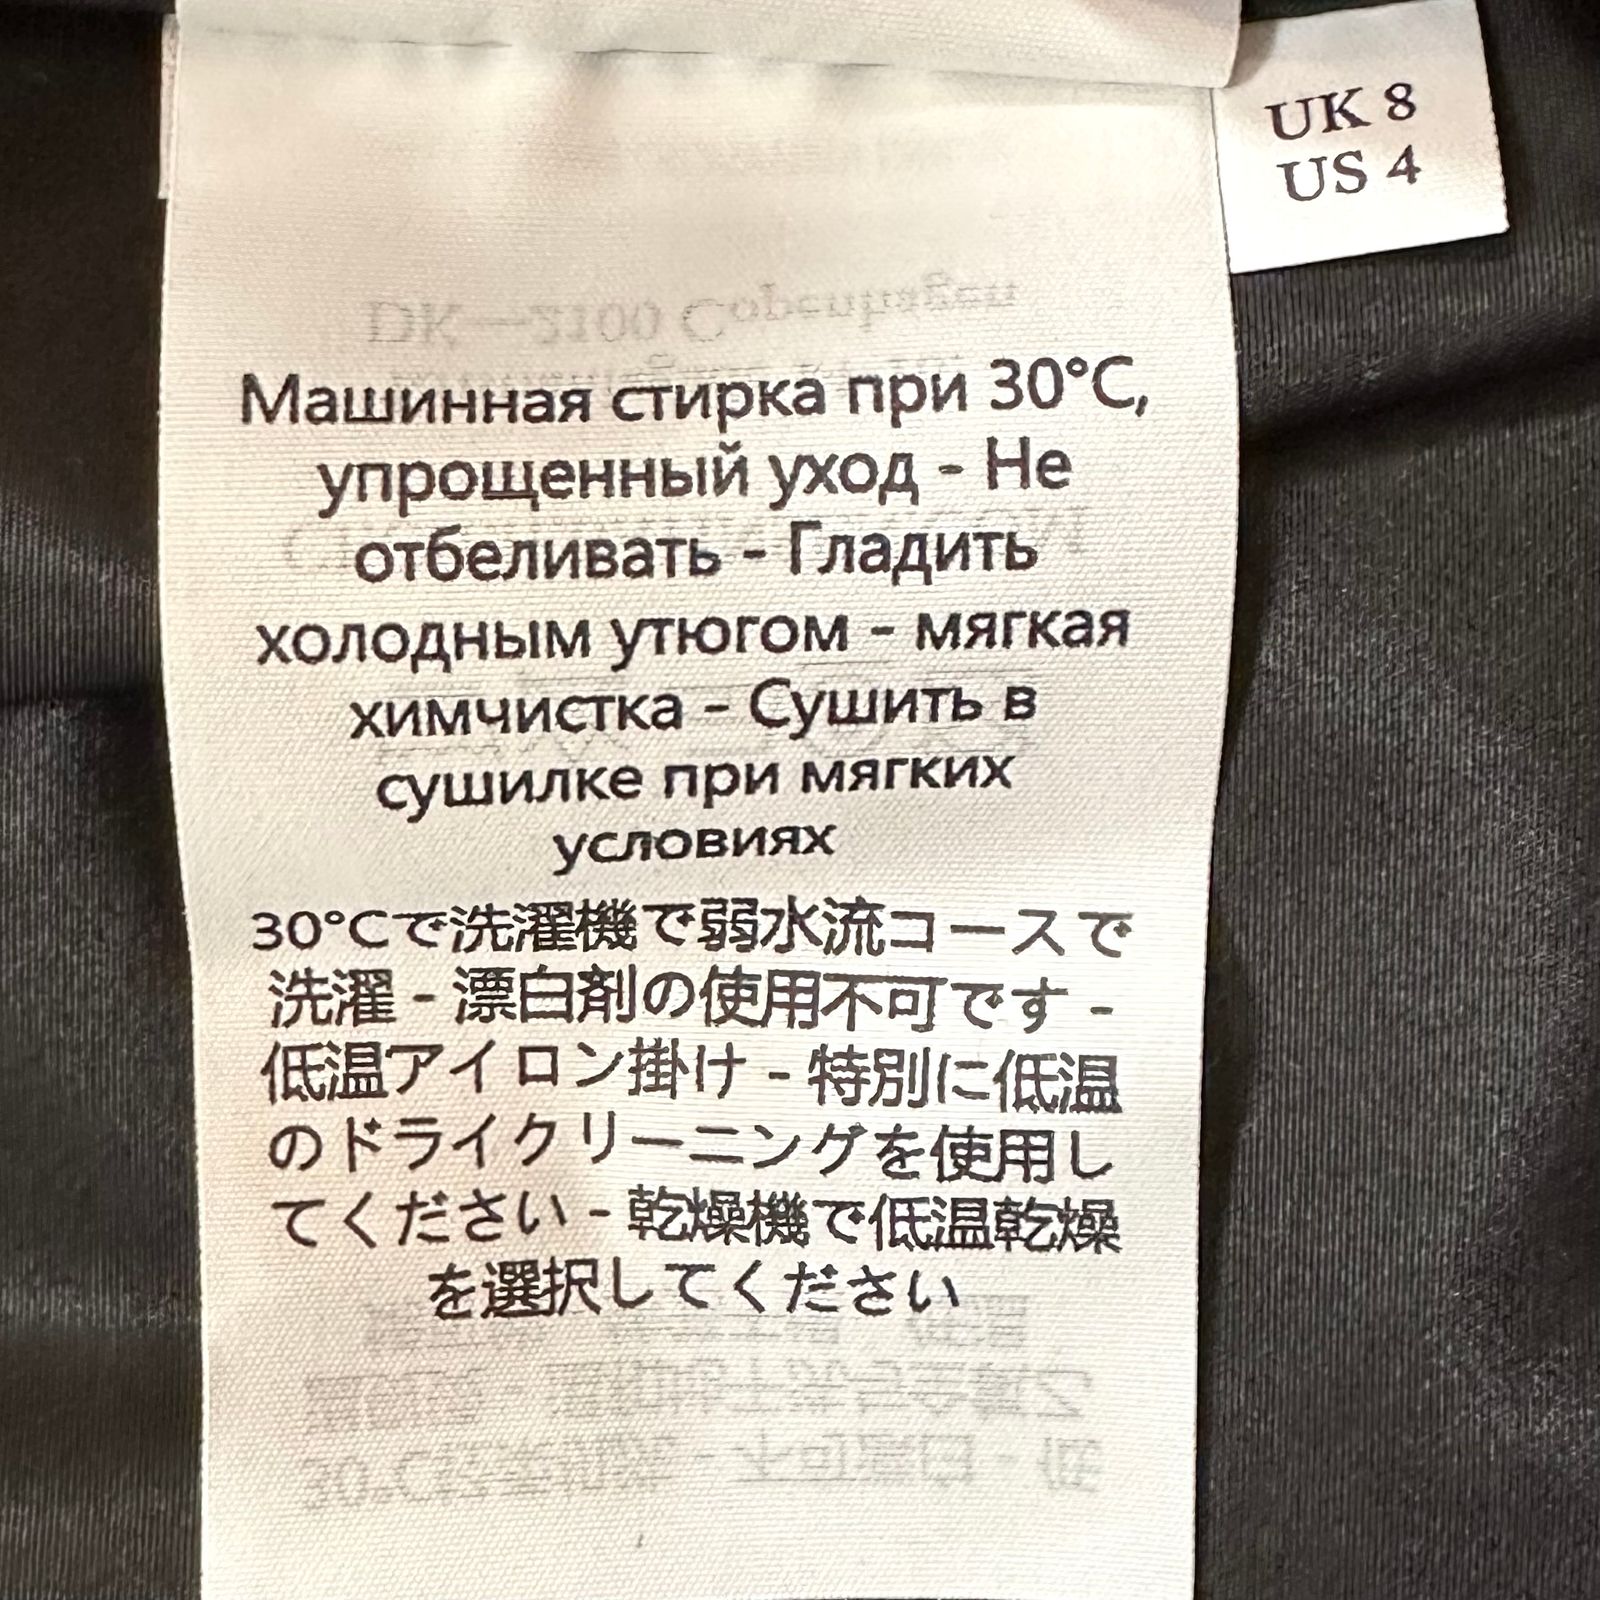 UK 8
US 4
DK—2100 Copenhagen
Машинная стирка при 30°C,
упрощенный уход - Не
отбеливать - Гладить
холодным утюгом - мягкая
химчистка - Сушить в
сушилке при мягких
условиях
30°Cで洗濯機で弱水流コースで
洗濯 - 漂白剤の使用不可です -
低温アイロン掛け - 特別に低温
のドライクリーニングを使用し
てください - 乾燥機で低温乾燥
を選択してください